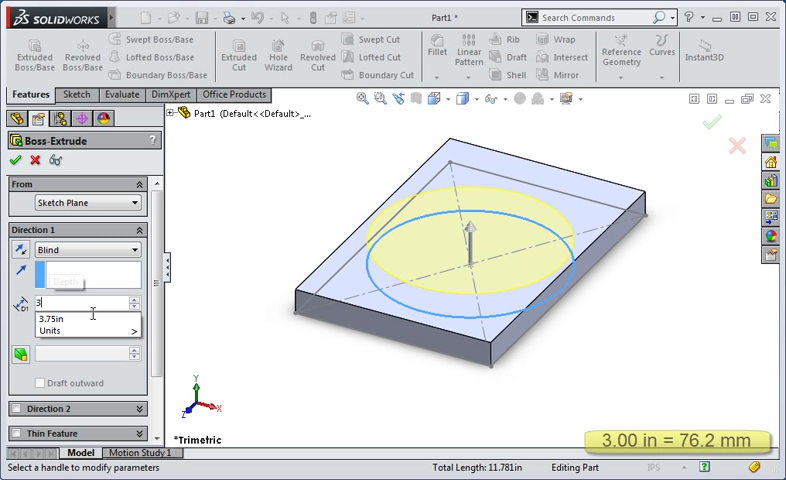 SOLIDWORKS
Part1 *
Search Commands
Extruded Boss/Base
Revolved Boss/Base
Swept Boss/Base
Lofted Boss/Base
Boundary Boss/Base
Extruded Cut
Hole Wizard
Revolved Cut
Swept Cut
Lofted Cut
Boundary Cut
Fillet
Linear Pattern
Rib
Draft
Shell
Wrap
Intersect
Mirror
Reference Geometry
Curves
Instant3D
Features
Sketch
Evaluate
DimXpert
Office Products
Part1 (Default<<Default>_...
Boss-Extrude
?
From
Sketch Plane
Direction 1
Blind
Depth
D1
3
3.75in
Units >
Draft outward
Direction 2
Thin Feature
Y
X
Z
*Trimetric
3.00 in = 76.2 mm
Model
Motion Study 1
Select a handle to modify parameters
Total Length: 11.781in
Editing Part
IPS
?